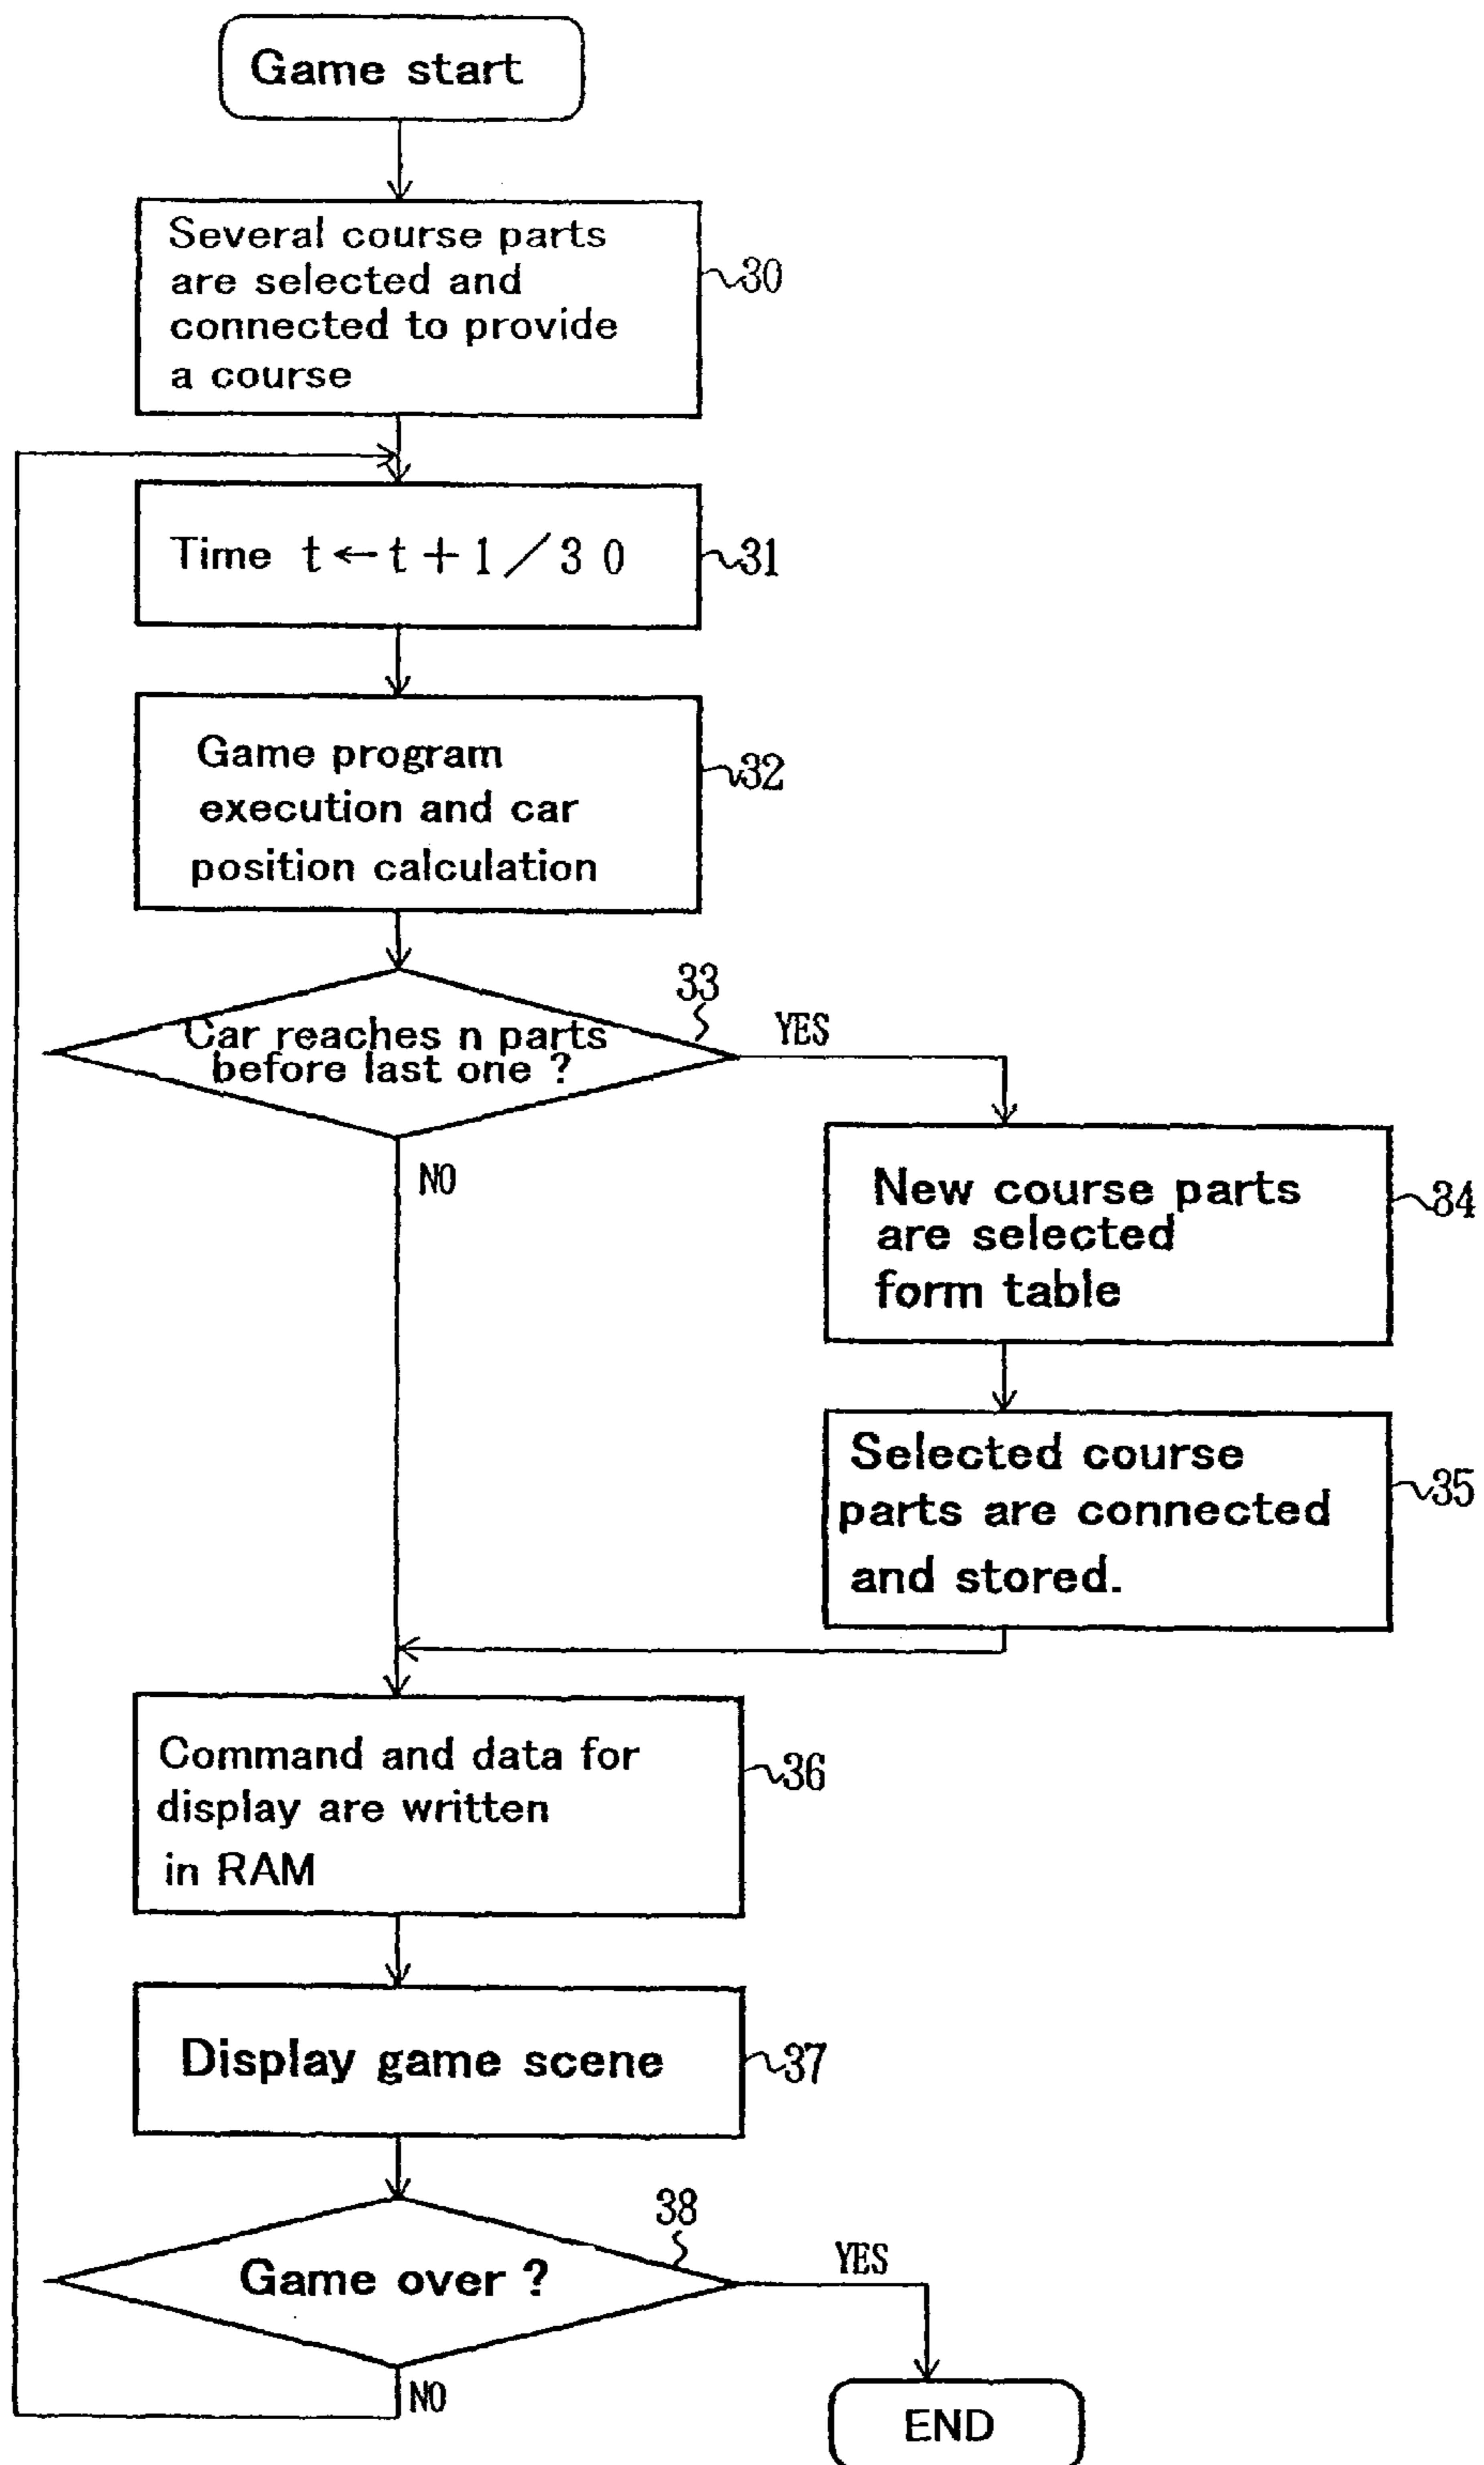 Game start
Several course parts
are selected and
connected to provide
a course
30
Time t←t+1/30
31
Game program
execution and car
position calculation
32
33
Car reaches n parts
before last one ?
YES
NO
New course parts
are selected
form table
34
Selected course
parts are connected
and stored.
35
Command and data for
display are written
in RAM
36
Display game scene
37
38
Game over ?
YES
NO
END